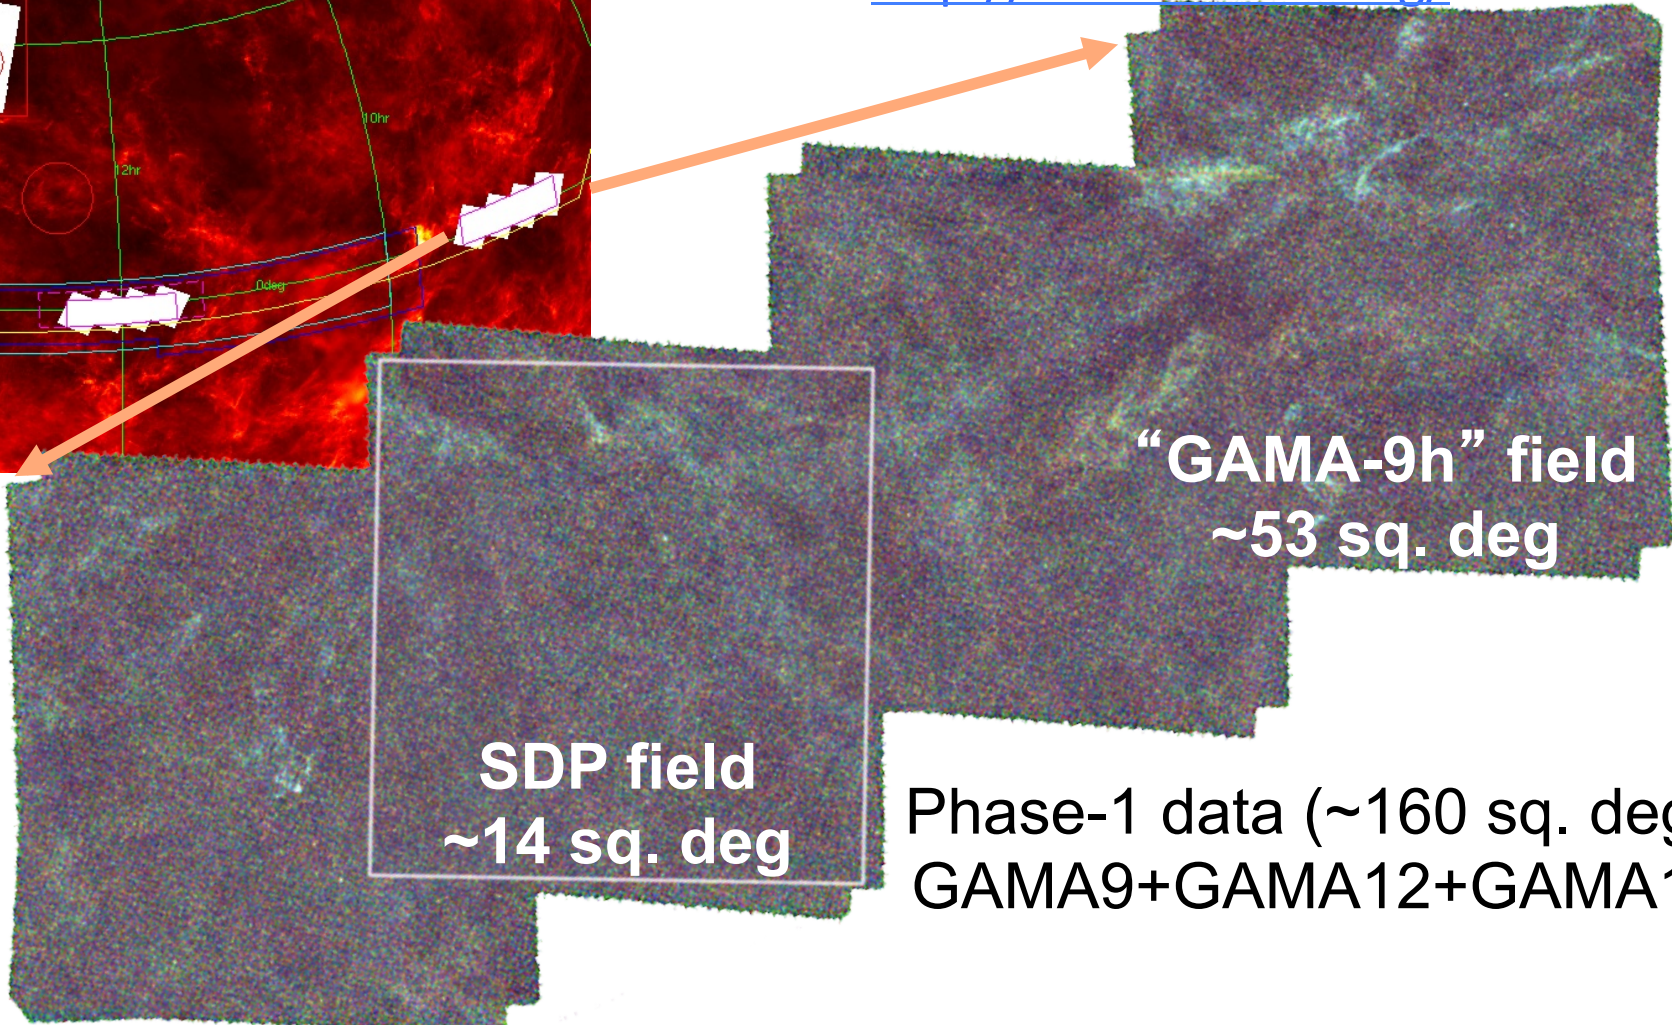 10hr
12hr
0deg
“GAMA-9h” field
~53 sq. deg
SDP field
~14 sq. deg
Phase-1 data (~160 sq. deg
GAMA9+GAMA12+GAMA1